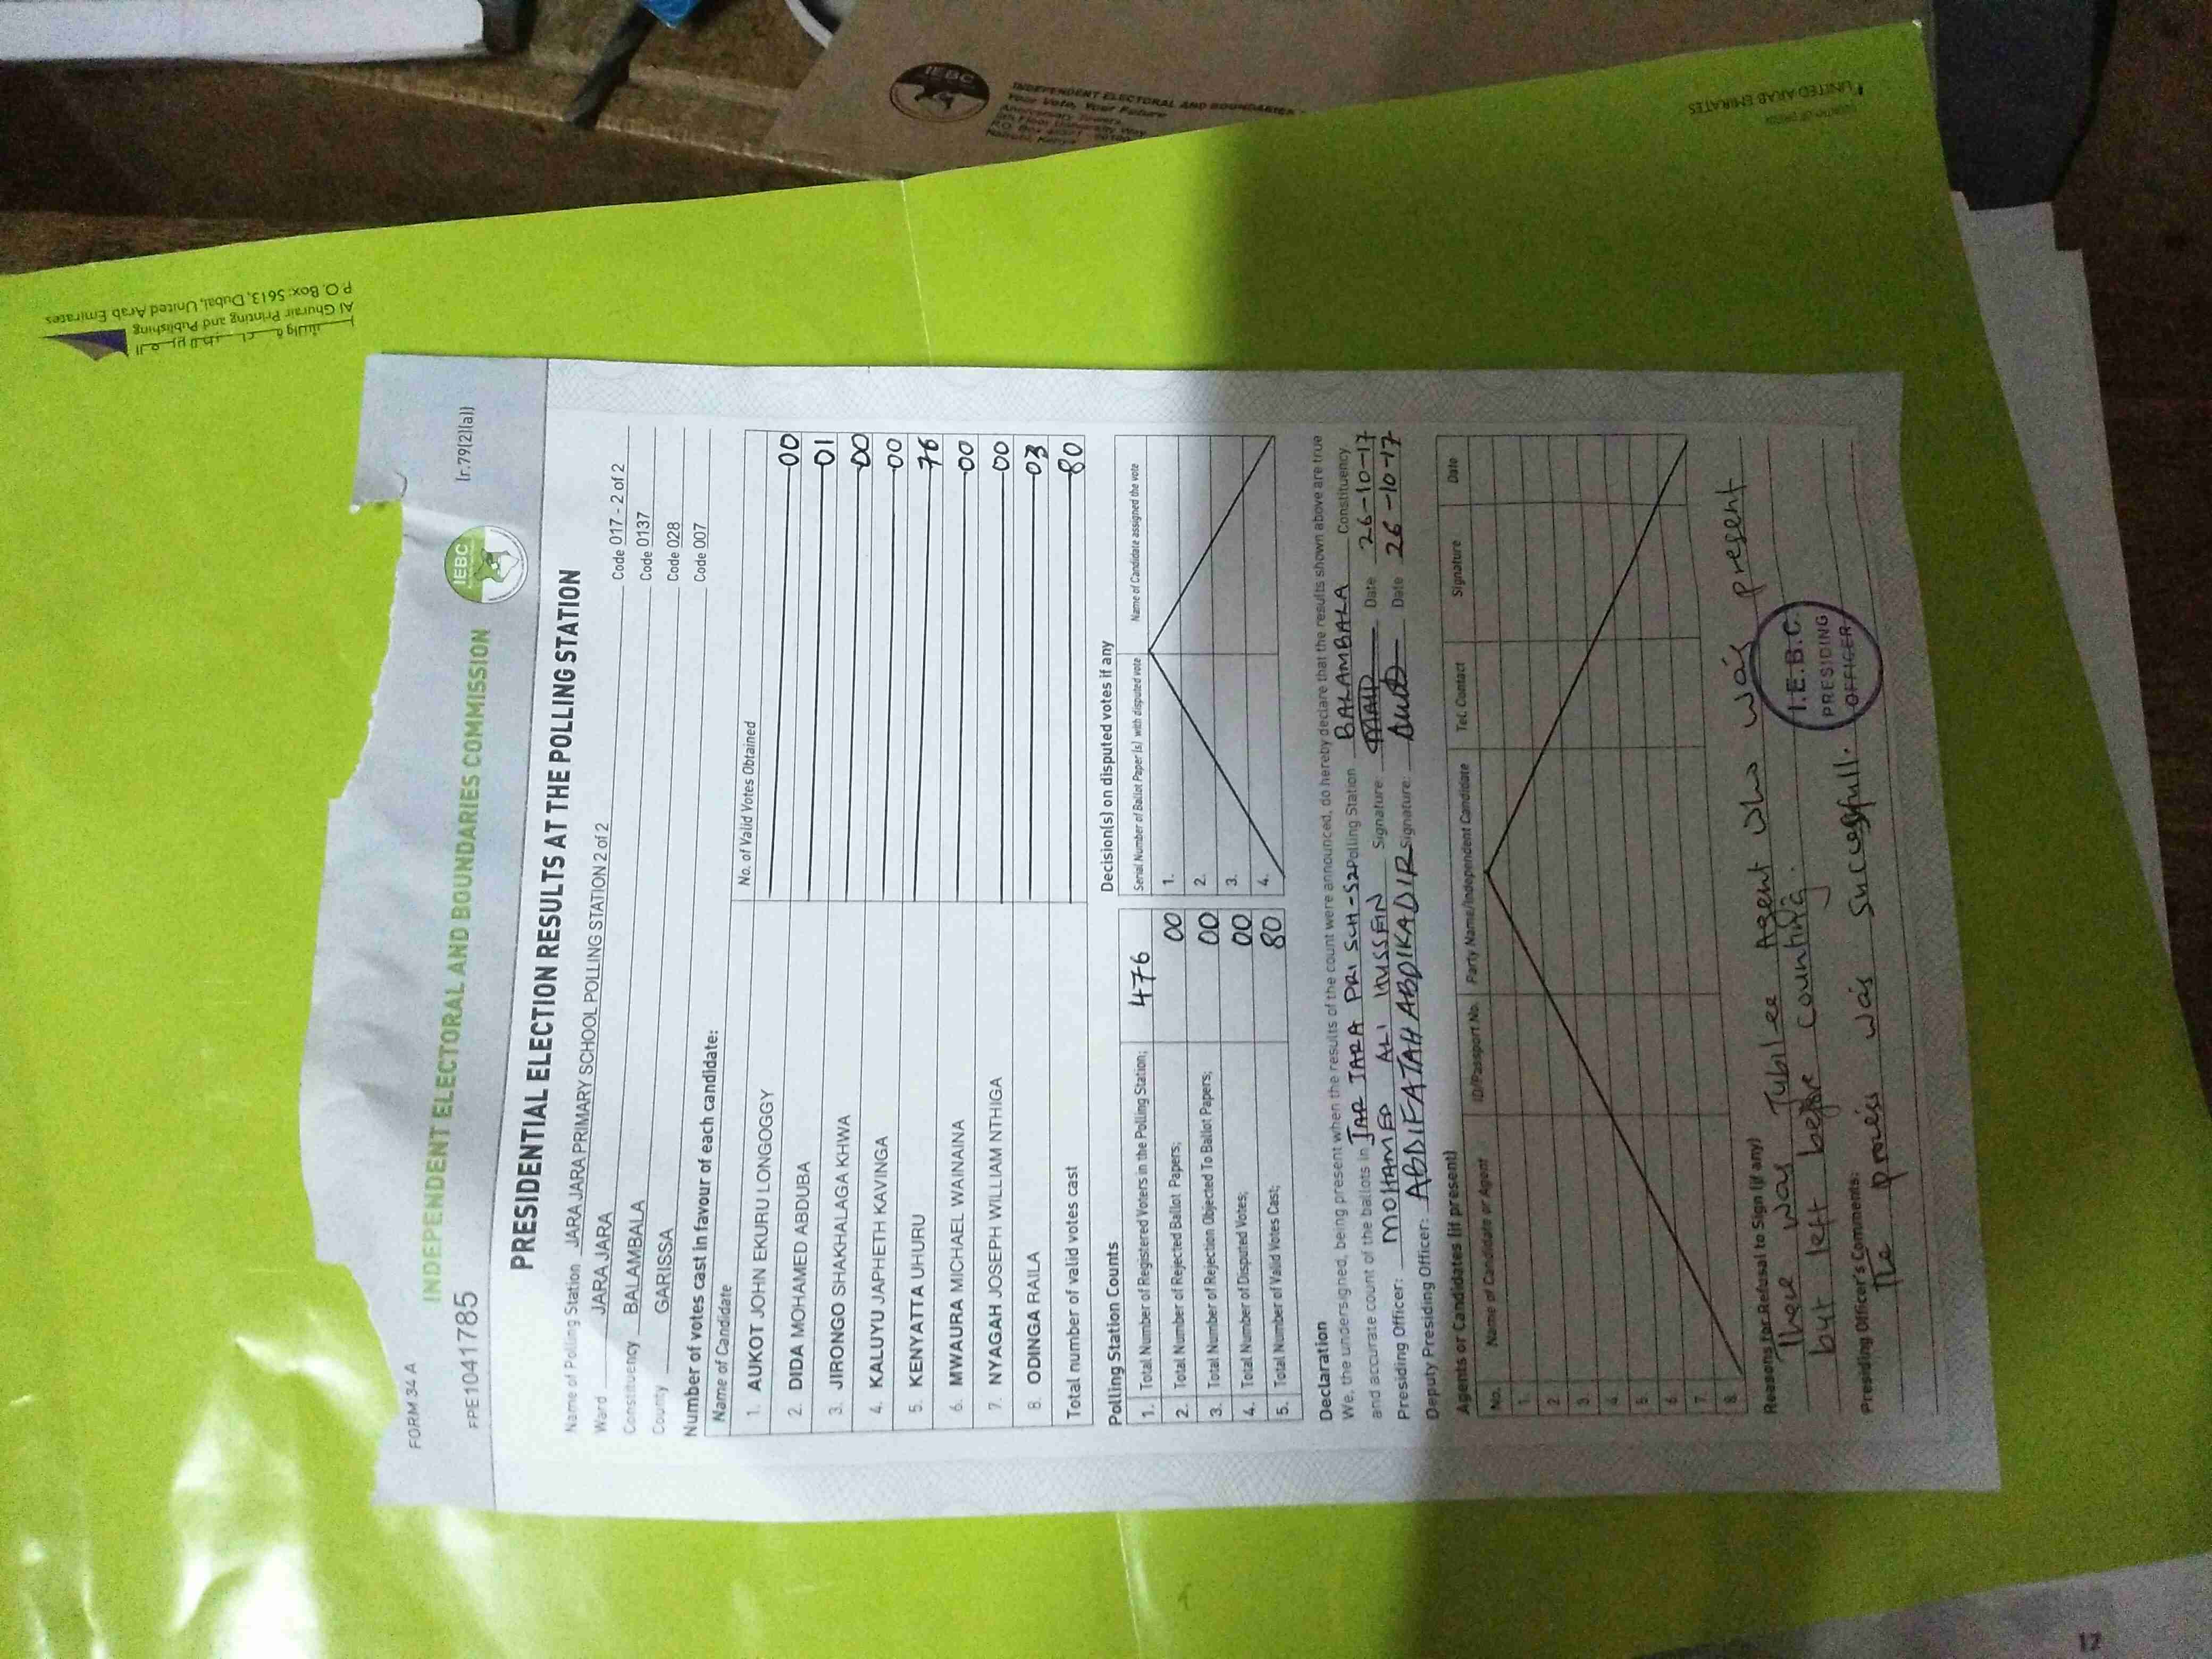 FORM 34 A
INDEPENDENT ELECTORAL AND BOUNDARIES COMMISSION
IEBC
(r.79(2)(a))
FPE1041785
PRESIDENTIAL ELECTION RESULTS AT THE POLLING STATION
Name of Polling Station JARAJARA PRIMARY SCHOOL POLLING STATION 2 of 2 Code 017 - 2 of 2
Ward JARAJARA Code 0137
Constituency BALAMBALA Code 028
County GARISSA Code 007
Number of votes cast in favour of each candidate:
Name of Candidate No. of Valid Votes Obtained
1. AUKOT JOHN EKURU LONGOGGY 00
2. DIDA MOHAMED ABDUBA 01
3. JIRONGO SHAKHALAGA KHWA 00
4. KALUYU JAPHETH KAVINGA 00
5. KENYATTA UHURU 76
6. MWAURA MICHAEL WAINAINA 00
7. NYAGAH JOSEPH WILLIAM NTHIGA 00
8. ODINGA RAILA 03
Total number of valid votes cast 80
Polling Station Counts
1. Total Number of Registered Voters in the Polling Station; 476
2. Total Number of Rejected Ballot Papers; 00
3. Total Number of Rejection Objected To Ballot Papers; 00
4. Total Number of Disputed Votes; 00
5. Total Number of Valid Votes Cast; 80
Decision(s) on disputed votes if any
Serial Number of Ballot Paper (s) with disputed vote Name of Candidate assigned the vote
1.
2.
3.
4.
Declaration
We, the undersigned, being present when the results of the count were announced, do hereby declare that the results shown above are true
and accurate count of the ballots in JAR JARA PRI SCH-S2 Polling Station BALAMBALA Constituency.
Presiding Officer: MOHAMED ALI HUSSEIN Signature: Date 26-10-17
Deputy Presiding Officer: ABDIFATAH ABDIKADIR Signature: Date 26-10-17
Agents or Candidates (if present)
No. Name of Candidate or Agent ID/Passport No. Party Name/Independent Candidate Tel. Contact Signature Date
1.
2
3.
4
5.
6
7.
8
Reasons for Refusal to Sign (if any)
There was Jubilee Agent who was present
but left before counting.
Presiding Officer's Comments:
The process was sucessfull.
I.E.B.C.
PRESIDING
OFFICER
IEBC
INDEPENDENT ELECTORAL AND BOUNDARIES
Your Vote, Your Future
Anniversary Towers
Nairobi, Kenya
Al Ghurair Printing and Publishing
P.O. Box: 5613, Dubai, United Arab Emirates
UNITED ARAB EMIRATES
12